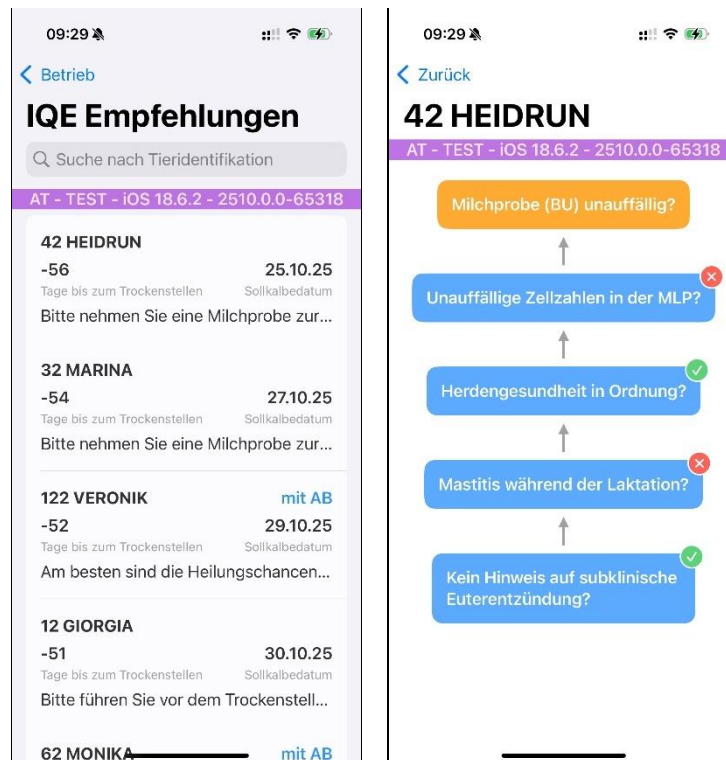 09:29
Betrieb
IQE Empfehlungen
Suche nach Tieridentifikation
AT - TEST - iOS 18.6.2 - 2510.0.0-65318
42 HEIDRUN
-56 25.10.25
Tage bis zum Trockenstellen Sollkalbedatum
Bitte nehmen Sie eine Milchprobe zur...
32 MARINA
-54 27.10.25
Tage bis zum Trockenstellen Sollkalbedatum
Bitte nehmen Sie eine Milchprobe zur...
122 VERONIK mit AB
-52 29.10.25
Tage bis zum Trockenstellen Sollkalbedatum
Am besten sind die Heilungschancen...
12 GIORGIA
-51 30.10.25
Tage bis zum Trockenstellen Sollkalbedatum
Bitte führen Sie vor dem Trockenstell...
62 MONIKA mit AB
09:29
Zurück
42 HEIDRUN
AT - TEST - iOS 18.6.2 - 2510.0.0-65318
Milchprobe (BU) unauffällig?
Unauffällige Zellzahlen in der MLP?
Herdengesundheit in Ordnung?
Mastitis während der Laktation?
Kein Hinweis auf subklinische
Euterentzündung?